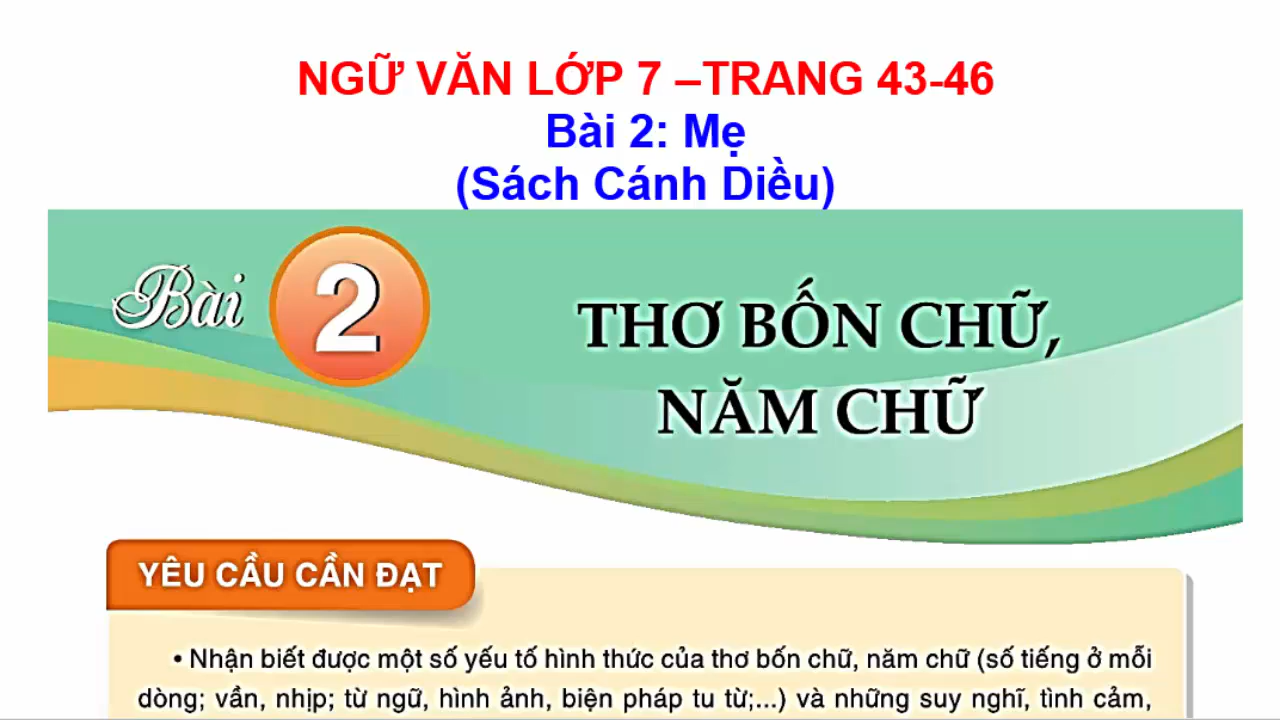 NGỮ VĂN LỚP 7 –TRANG 43-46
Bài 2: Mẹ
(Sách Cánh Diều)
Bài 2
THƠ BỐN CHỮ,
NĂM CHỮ
YÊU CẦU CẦN ĐẠT
• Nhận biết được một số yếu tố hình thức của thơ bốn chữ, năm chữ (số tiếng ở mỗi
dòng; vần, nhịp; từ ngữ, hình ảnh, biện pháp tu từ;...) và những suy nghĩ, tình cảm,